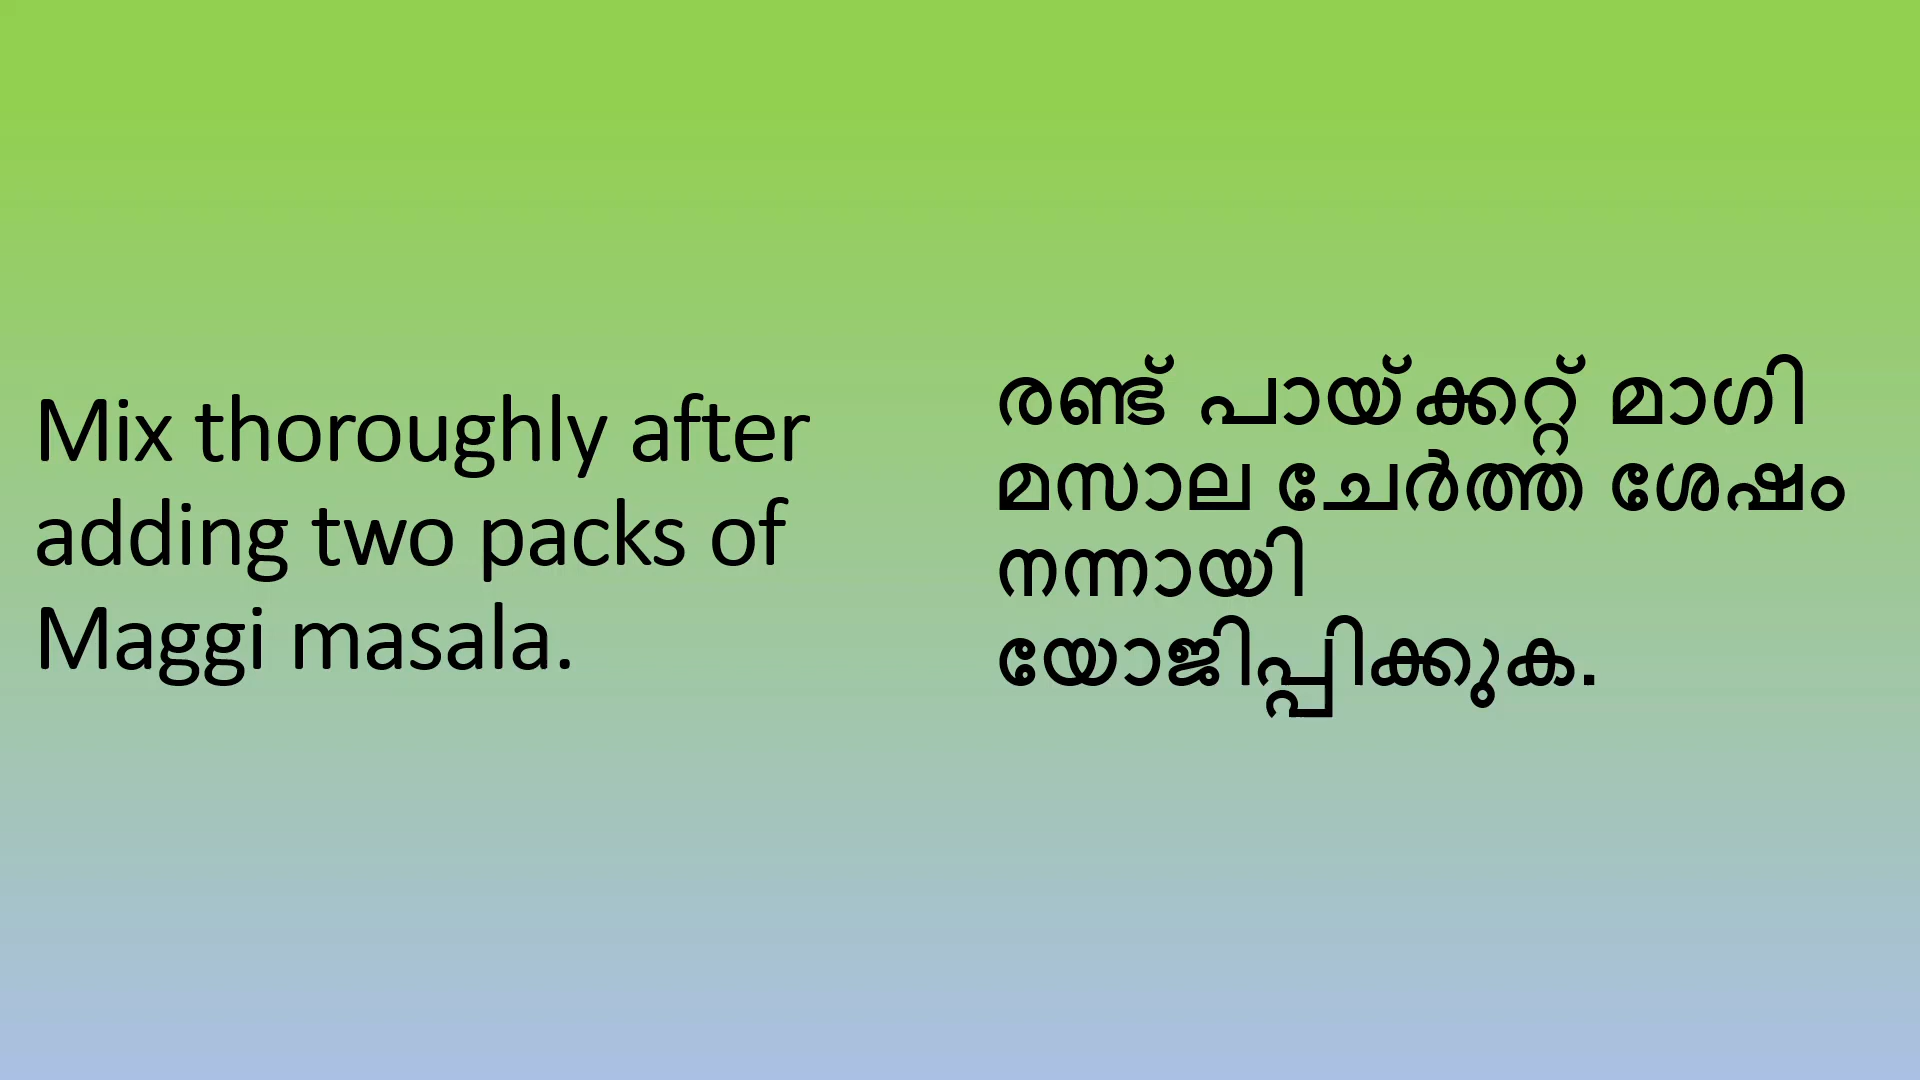 Mix thoroughly after
adding two packs of
Maggi masala.
രണ്ട് പായ്ക്കറ്റ് മാഗി
മസാല ചേർത്ത ശേഷം
നന്നായി
യോജിപ്പിക്കുക.